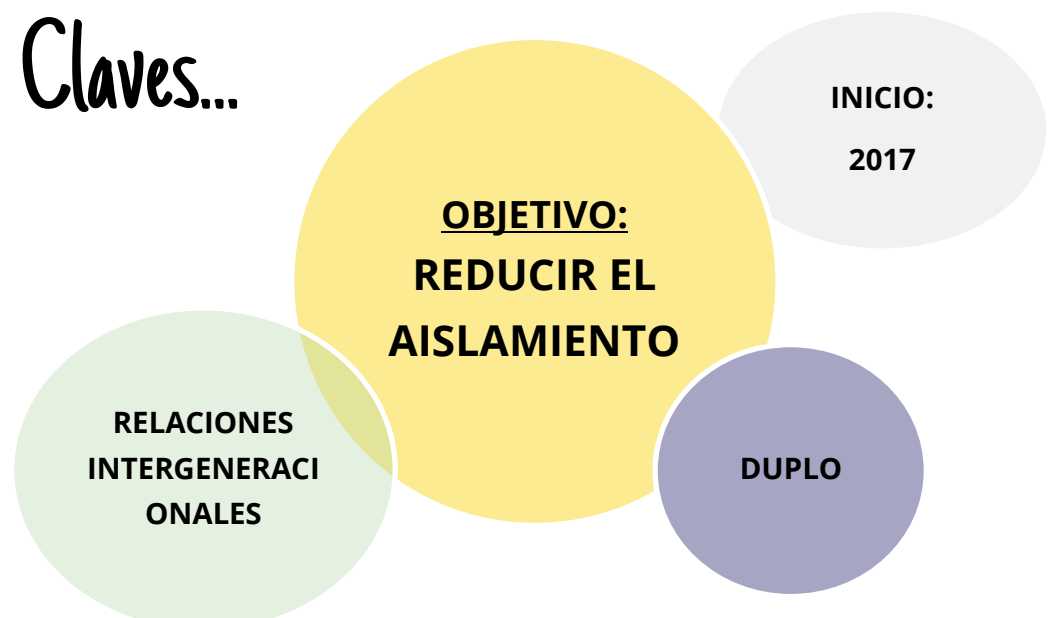 Claves...
INICIO:
2017
OBJETIVO:
REDUCIR EL
AISLAMIENTO
RELACIONES
INTERGENERACI
ONALES
DUPLO